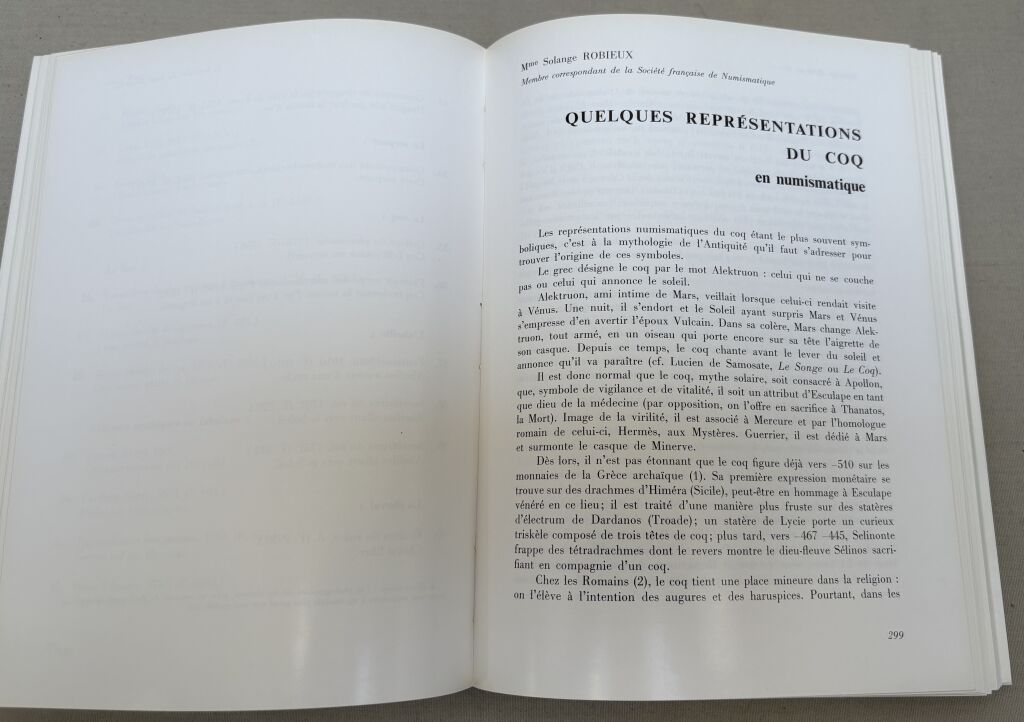 Mme Solange ROBIEUX
Membre correspondant de la Société française de Numismatique
QUELQUES REPRÉSENTATIONS
DU COQ
en numismatique
Les représentations numismatiques du coq étant le plus souvent sym-
boliques, c'est à la mythologie de l'Antiquité qu'il faut s'adresser pour
trouver l'origine de ces symboles.
Le grec désigne le coq par le mot Alektruon : celui qui ne se couche
pas ou celui qui annonce le soleil.
Alektruon, ami intime de Mars, veillait lorsque celui-ci rendait visite
à Vénus. Une nuit, il s'endort et le Soleil ayant surpris Mars et Vénus
s'empresse d'en avertir l'époux Vulcain. Dans sa colère, Mars change Alek-
truon, tout armé, en un oiseau qui porte encore sur sa tête l'aigrette de
son casque. Depuis ce temps, le coq chante avant le lever du soleil et
annonce qu'il va paraître (cf. Lucien de Samosate, Le Songe ou Le Coq).
Il est donc normal que le coq, mythe solaire, soit consacré à Apollon,
que, symbole de vigilance et de vitalité, il soit un attribut d'Esculape en tant
que dieu de la médecine (par opposition, on l'offre en sacrifice à Thanatos,
la Mort). Image de la virilité, il est associé à Mercure et par l'homologue
romain de celui-ci, Hermès, aux Mystères. Guerrier, il est dédié à Mars
et surmonte le casque de Minerve.
Dès lors, il n'est pas étonnant que le coq figure déjà vers –510 sur les
monnaies de la Grèce archaïque (1). Sa première expression monétaire se
trouve sur des drachmes d'Himéra (Sicile), peut-être en hommage à Esculape
vénéré en ce lieu; il est traité d'une manière plus fruste sur des statères
d'électrum de Dardanos (Troade); un statère de Lycie porte un curieux
triskèle composé de trois têtes de coq; plus tard, vers –467 –445, Selinonte
frappe des tétradrachmes dont le revers montre le dieu-fleuve Sélinos sacri-
fiant en compagnie d'un coq.
Chez les Romains (2), le coq tient une place mineure dans la religion :
on l'élève à l'intention des augures et des haruspices. Pourtant, dans les
299